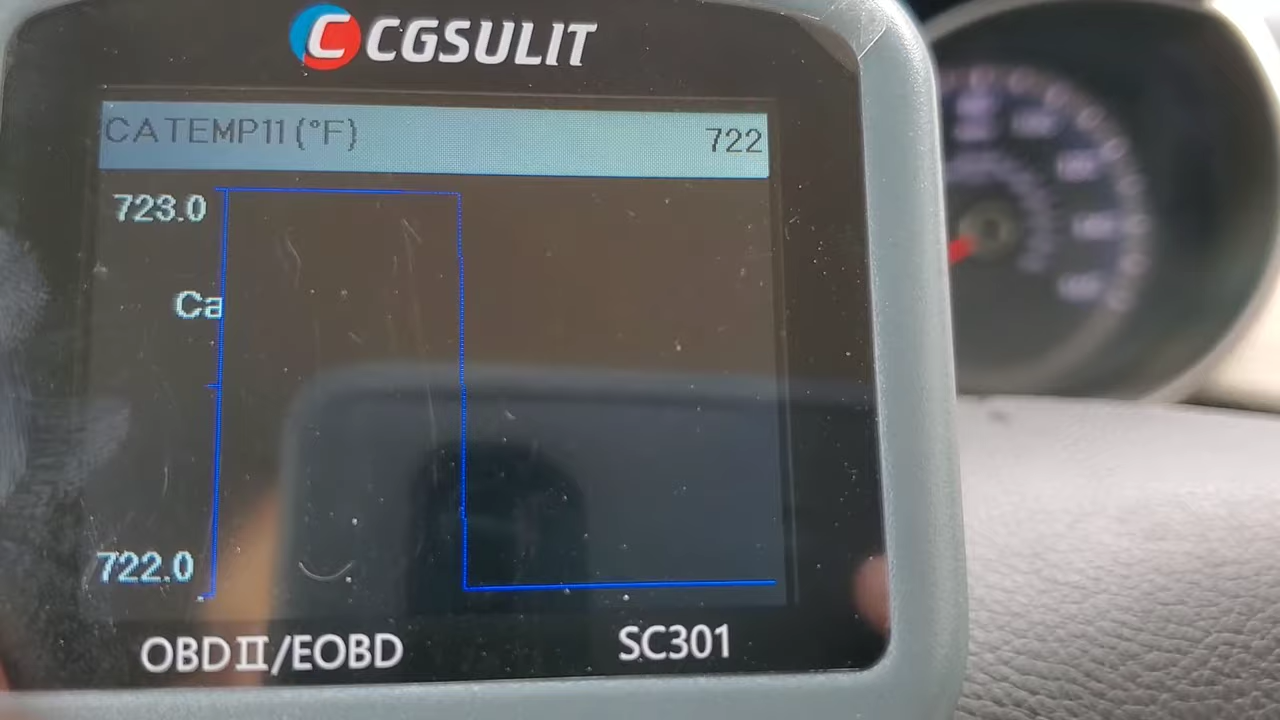 CGSULIT
CATEMP11(°F) 722
723.0
Ca
722.0
OBDII/EOBD SC301